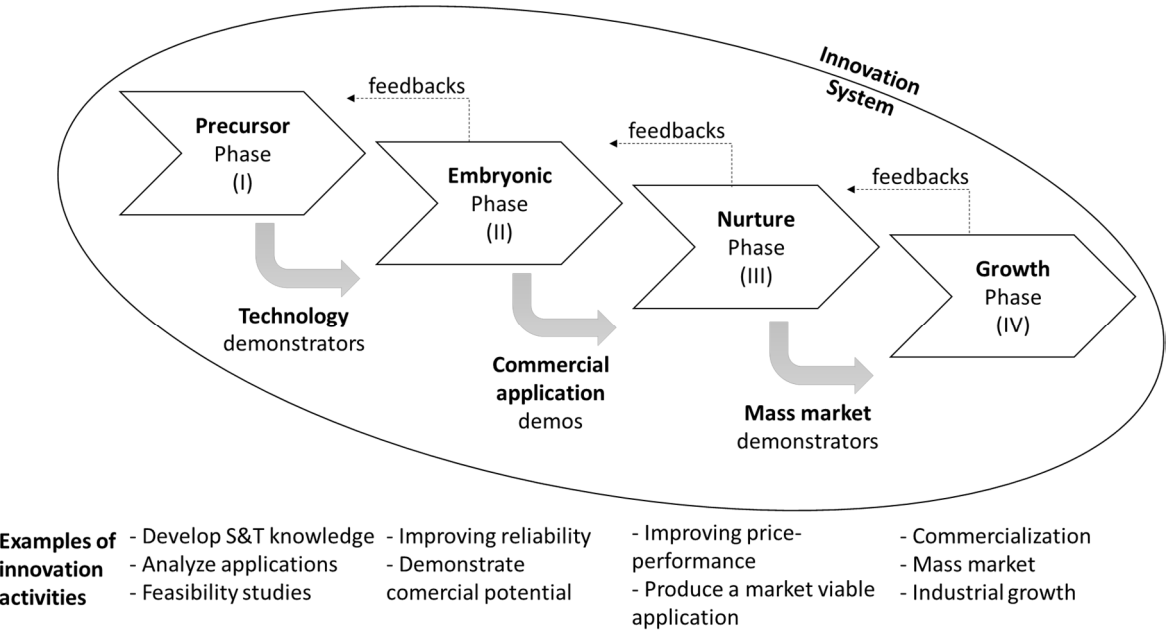 Innovation
System
feedbacks
Precursor
Phase
(I)
feedbacks
Embryonic
Phase
(II)
feedbacks
Nurture
Phase
(III)
Growth
Phase
(IV)
Technology
demonstrators
Commercial
application
demos
Mass market
demonstrators
Examples of
innovation
activities
- Develop S&T knowledge
- Analyze applications
- Feasibility studies
- Improving reliability
- Demonstrate
comercial potential
- Improving price-
performance
- Produce a market viable
application
- Commercialization
- Mass market
- Industrial growth